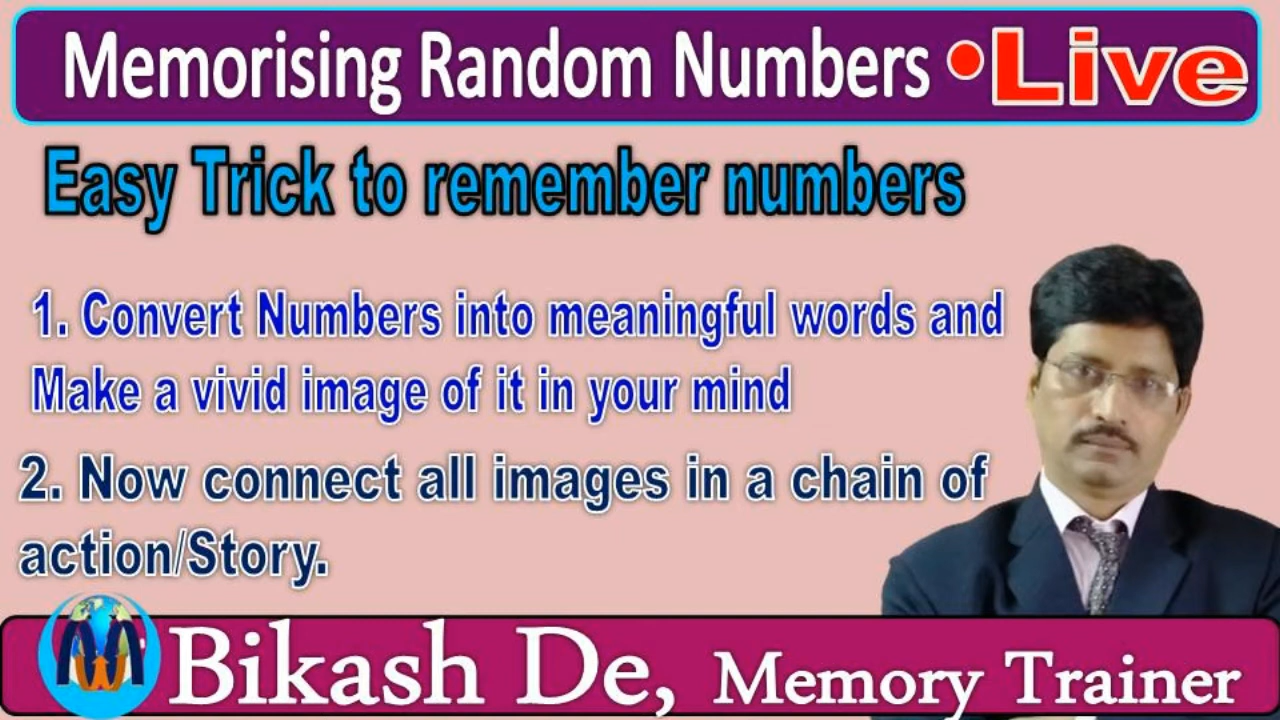 Memorising Random Numbers •Live
Easy Trick to remember numbers
1. Convert Numbers into meaningful words and
Make a vivid image of it in your mind
2. Now connect all images in a chain of
action/Story.
Bikash De, Memory Trainer